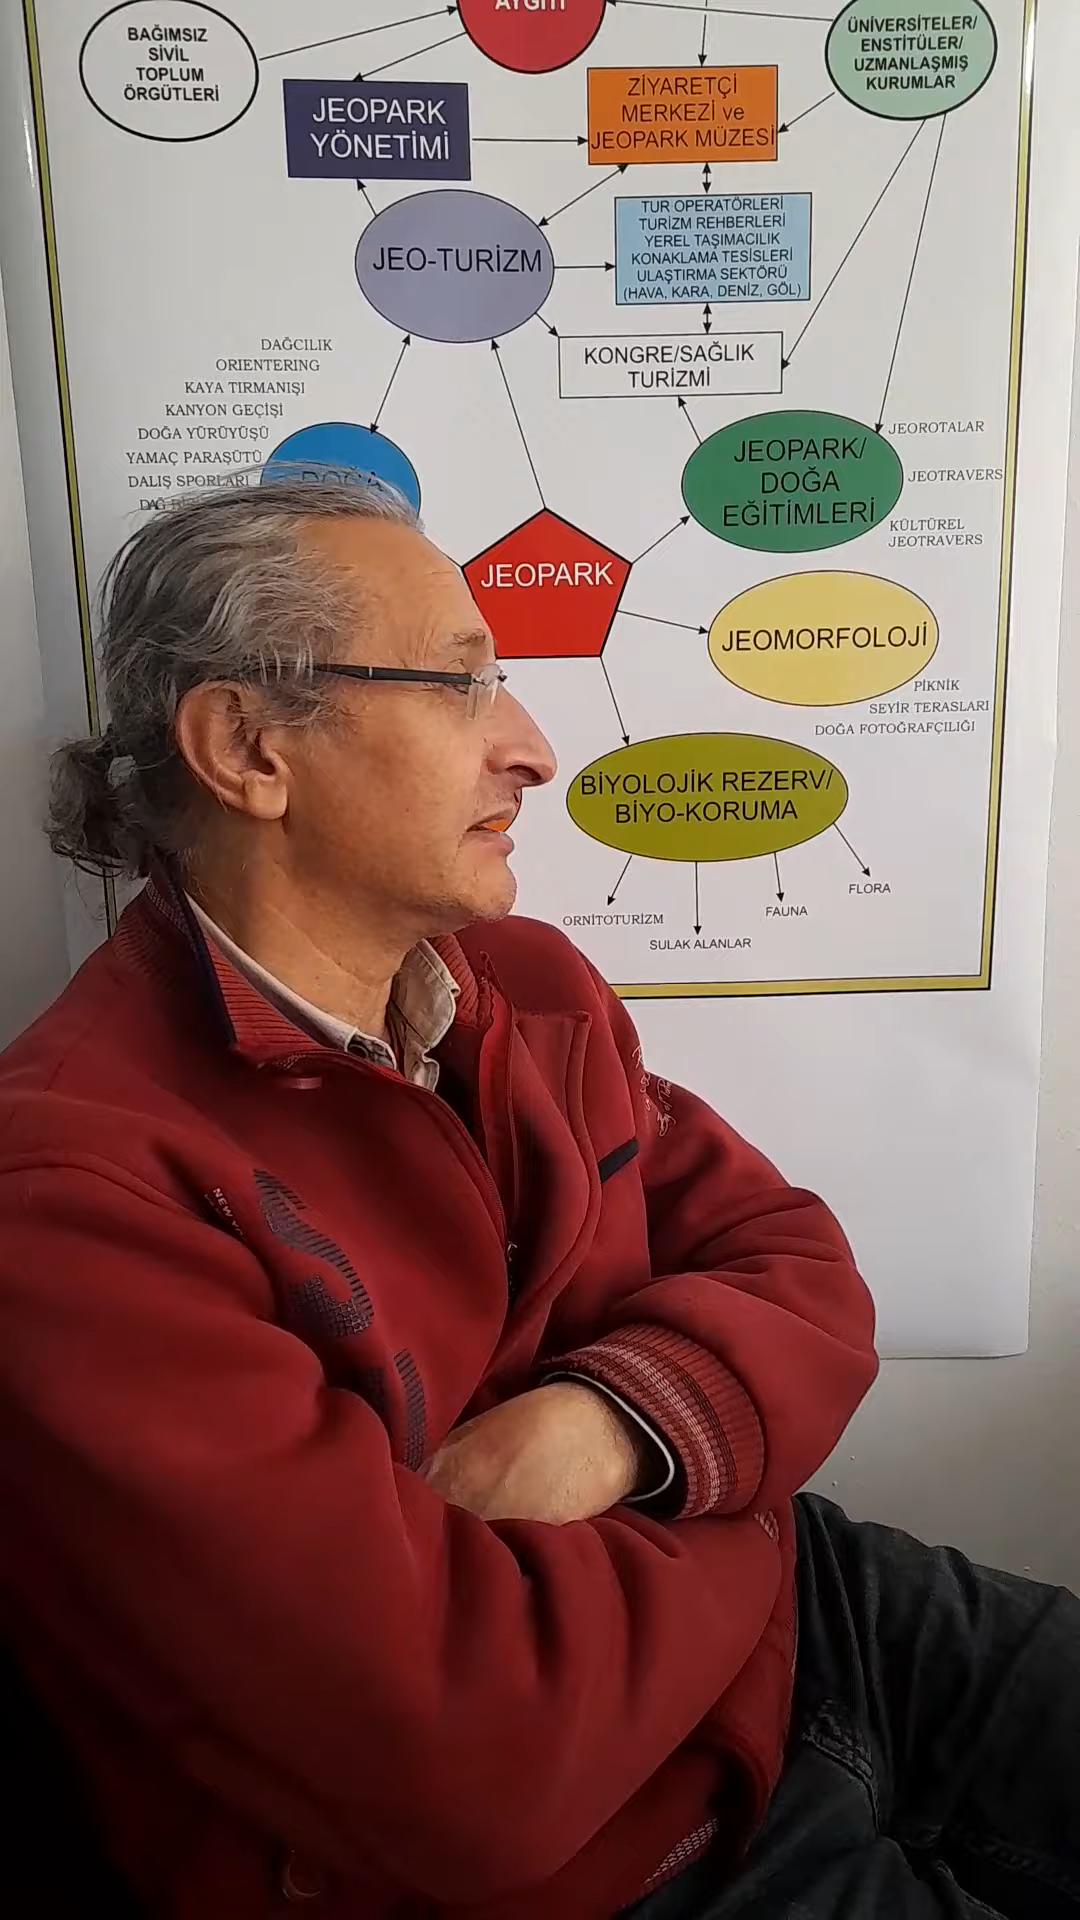 AYGITI
BAĞIMSIZ
SİVİL
TOPLUM
ÖRGÜTLERİ
ÜNİVERSİTELER/
ENSTİTÜLER/
UZMANLAŞMIŞ
KURUMLAR
JEOPARK
YÖNETİMİ
ZİYARETÇİ
MERKEZİ ve
JEOPARK MÜZESİ
JEO-TURİZM
TUR OPERATÖRLERİ
TURİZM REHBERLERİ
YEREL TAŞIMACILIK
KONAKLAMA TESİSLERİ
ULAŞTIRMA SEKTÖRÜ
(HAVA, KARA, DENİZ, GÖL)
KONGRE/SAĞLIK
TURİZMİ
DAĞCILIK
ORIENTERING
KAYA TIRMANIŞI
KANYON GEÇİŞİ
DOĞA YÜRÜYÜŞÜ
YAMAÇ PARAŞÜTÜ
DALIŞ SPORLARI
DAĞ
DOĞA
JEOPARK/
DOĞA
EĞİTİMLERİ
JEOROTALAR
JEOTRAVERS
KÜLTÜREL
JEOTRAVERS
JEOPARK
JEOMORFOLOJİ
PİKNİK
SEYİR TERASLARI
DOĞA FOTOĞRAFÇILIĞI
BİYOLOJİK REZERV/
BİYO-KORUMA
ORNİTOTURİZM
SULAK ALANLAR
FAUNA
FLORA
NEW